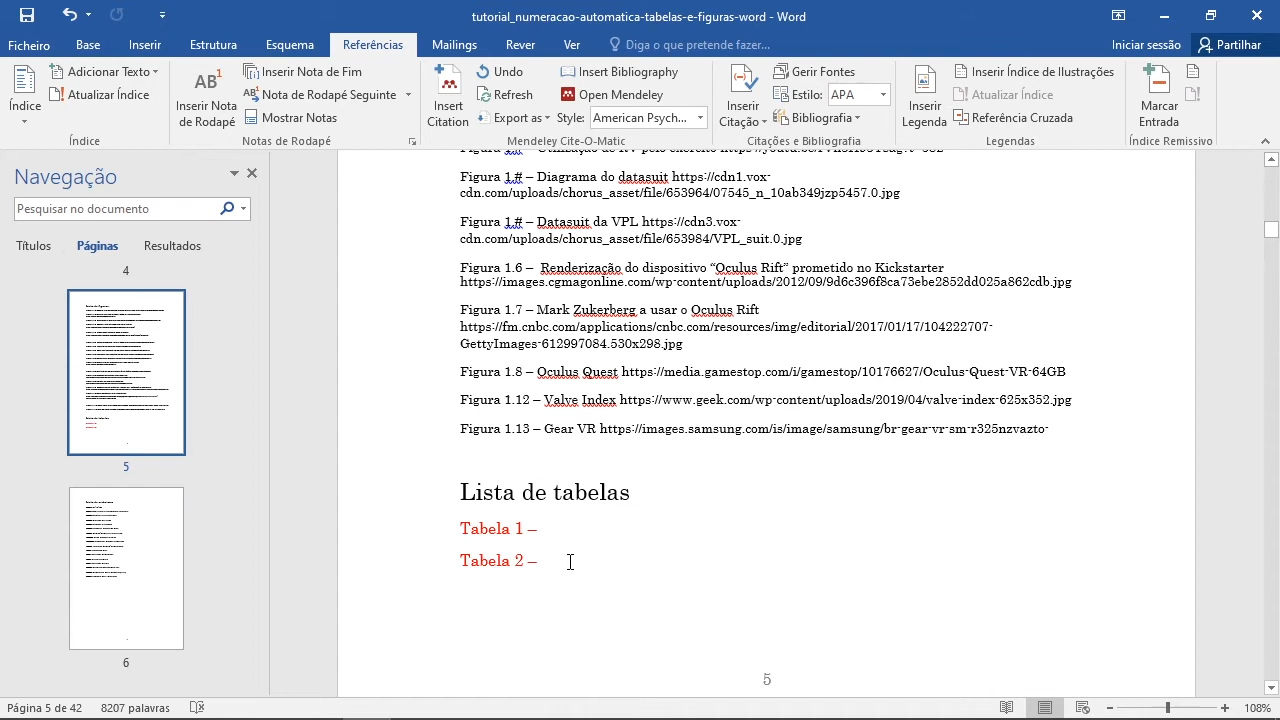 tutorial_numeracao-automatica-tabelas-e-figuras-word - Word
Ficheiro Base Inserir Estrutura Esquema Referências Mailings Rever Ver Diga o que pretende fazer... Iniciar sessão Partilhar
Índice
Adicionar Texto
Atualizar Índice
Índice
AB¹
Inserir Nota de Rodapé
Inserir Nota de Fim
Nota de Rodapé Seguinte
Mostrar Notas
Notas de Rodapé
Insert Citation
Undo
Refresh
Export as
Insert Bibliography
Open Mendeley
Style: American Psych...
Mendeley Cite-O-Matic
Inserir Citação
Gerir Fontes
Estilo: APA
Bibliografia
Citações e Bibliografia
Inserir Legenda
Inserir Índice de Ilustrações
Atualizar Índice
Referência Cruzada
Legendas
Marcar Entrada
Índice Remissivo
Navegação
Pesquisar no documento
Títulos Páginas Resultados
4
5
6
Figura 1.# – Diagrama do datasuit https://cdn1.vox-
cdn.com/uploads/chorus_asset/file/653964/07545_n_10ab349jzp5457.0.jpg
Figura 1.# – Datasuit da VPL https://cdn3.vox-
cdn.com/uploads/chorus_asset/file/653984/VPL_suit.0.jpg
Figura 1.6 – Renderização do dispositivo “Oculus Rift” prometido no Kickstarter
https://images.cgmagonline.com/wp-content/uploads/2012/09/9d6c396f8ca73ebe2852dd025a862cdb.jpg
Figura 1.7 – Mark Zukerberg a usar o Oculus Rift
https://fm.cnbc.com/applications/cnbc.com/resources/img/editorial/2017/01/17/104222707-
GettyImages-612997084.530x298.jpg
Figura 1.8 – Oculus Quest https://media.gamestop.com/i/gamestop/10176627/Oculus-Quest-VR-64GB
Figura 1.12 – Valve Index https://www.geek.com/wp-content/uploads/2019/04/valve-index-625x352.jpg
Figura 1.13 – Gear VR https://images.samsung.com/is/image/samsung/br-gear-vr-sm-r325nzvazto-
Lista de tabelas
Tabela 1 –
Tabela 2 –
5
Página 5 de 42 8207 palavras 108%